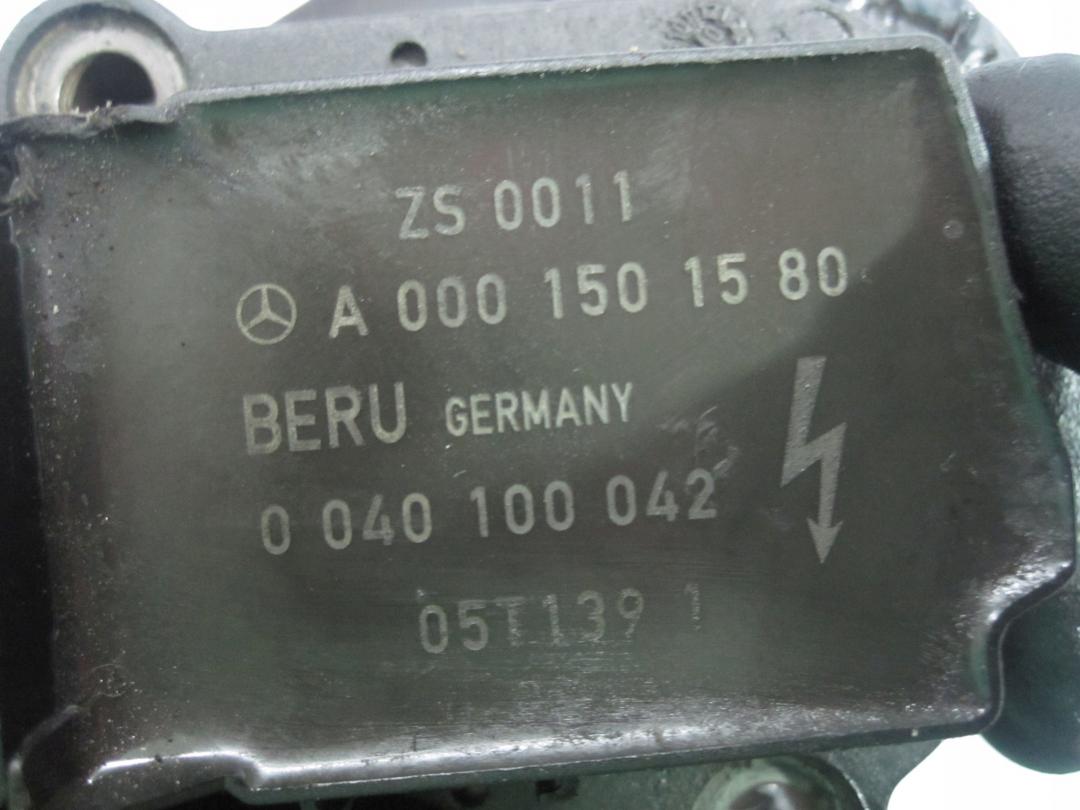 ZS 0011
A 000 150 15 80
BERU GERMANY
0 040 100 042
05T139 1